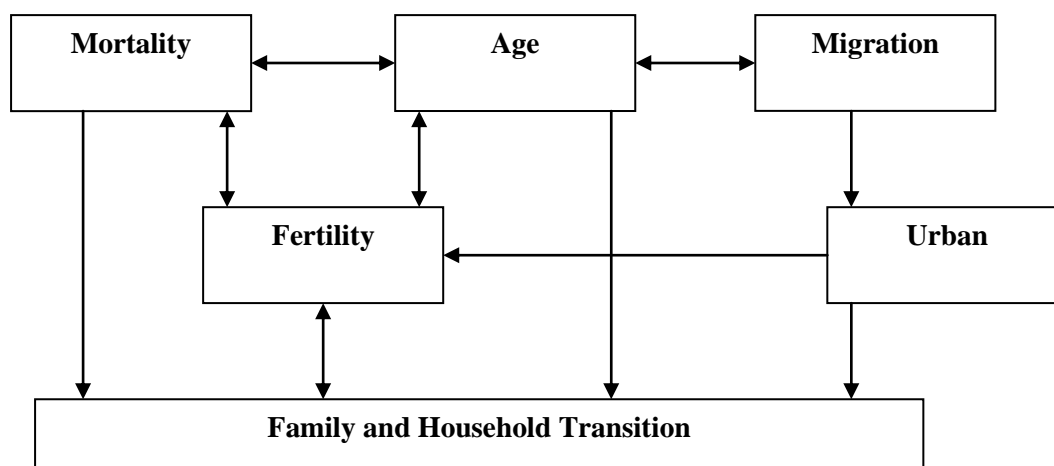 Mortality
Age
Migration
Fertility
Urban
Family and Household Transition